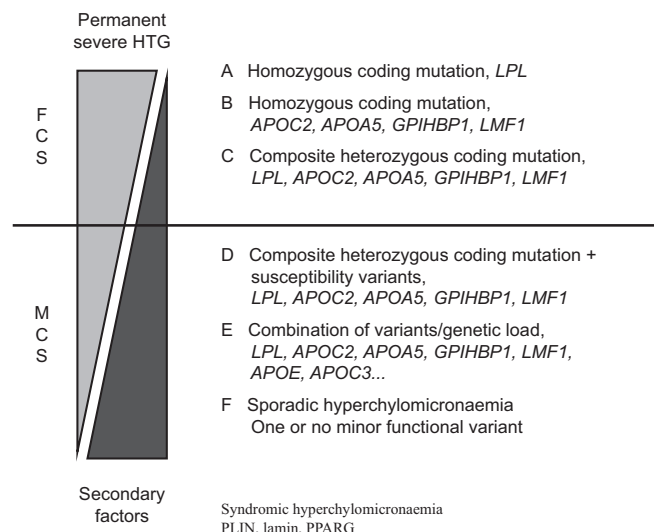 Permanent
severe HTG
F
C
S
A Homozygous coding mutation, LPL
B Homozygous coding mutation,
APOC2, APOA5, GPIHBP1, LMF1
C Composite heterozygous coding mutation,
LPL, APOC2, APOA5, GPIHBP1, LMF1
M
C
S
D Composite heterozygous coding mutation +
susceptibility variants,
LPL, APOC2, APOA5, GPIHBP1, LMF1
E Combination of variants/genetic load,
LPL, APOC2, APOA5, GPIHBP1, LMF1,
APOE, APOC3...
F Sporadic hyperchylomicronaemia
One or no minor functional variant
Secondary
factors
Syndromic hyperchylomicronaemia
PLIN, lamin, PPARG